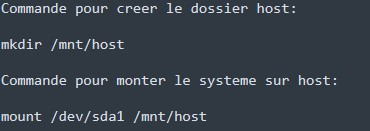 Commande pour creer le dossier host:
mkdir /mnt/host
Commande pour monter le systeme sur host:
mount /dev/sda1 /mnt/host